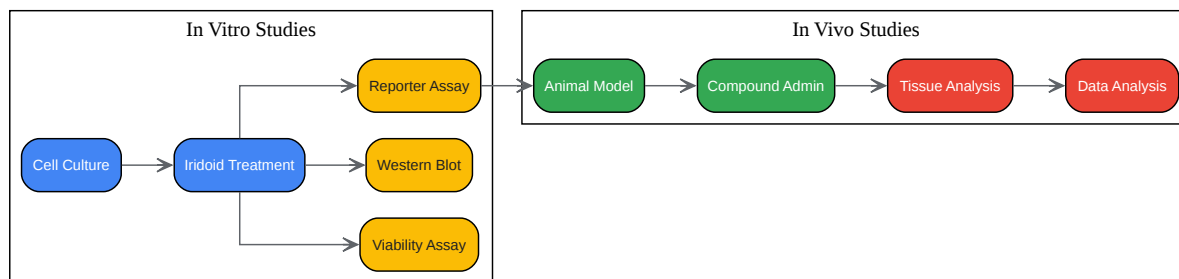 In Vitro Studies
Cell Culture
Iridoid Treatment
Reporter Assay
Western Blot
Viability Assay
In Vivo Studies
Animal Model
Compound Admin
Tissue Analysis
Data Analysis